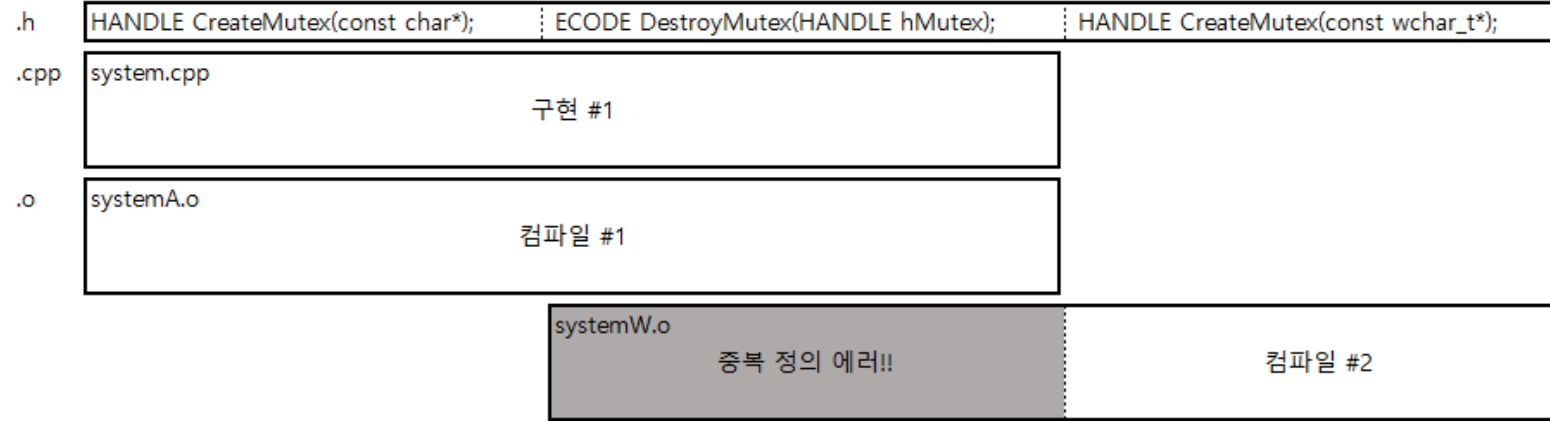 .h HANDLE CreateMutex(const char*); ECODE DestroyMutex(HANDLE hMutex); HANDLE CreateMutex(const wchar_t*);
.cpp system.cpp
구현 #1
.o systemA.o
컴파일 #1
systemW.o
중복 정의 에러!! 컴파일 #2